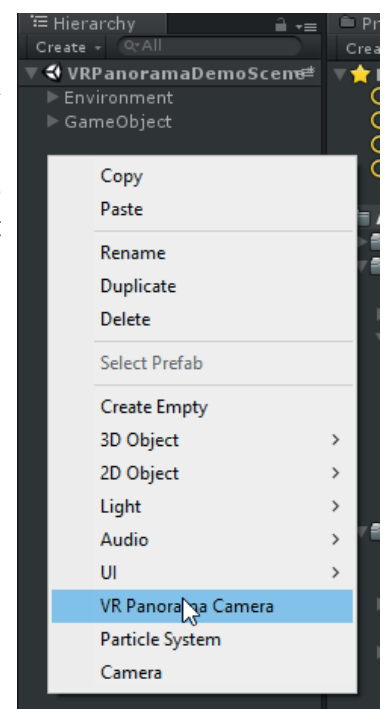 Hierarchy
Create
All
VRPanoramaDemoScene
Environment
GameObject
Copy
Paste
Rename
Duplicate
Delete
Select Prefab
Create Empty
3D Object
2D Object
Light
Audio
UI
VR Panorama Camera
Particle System
Camera